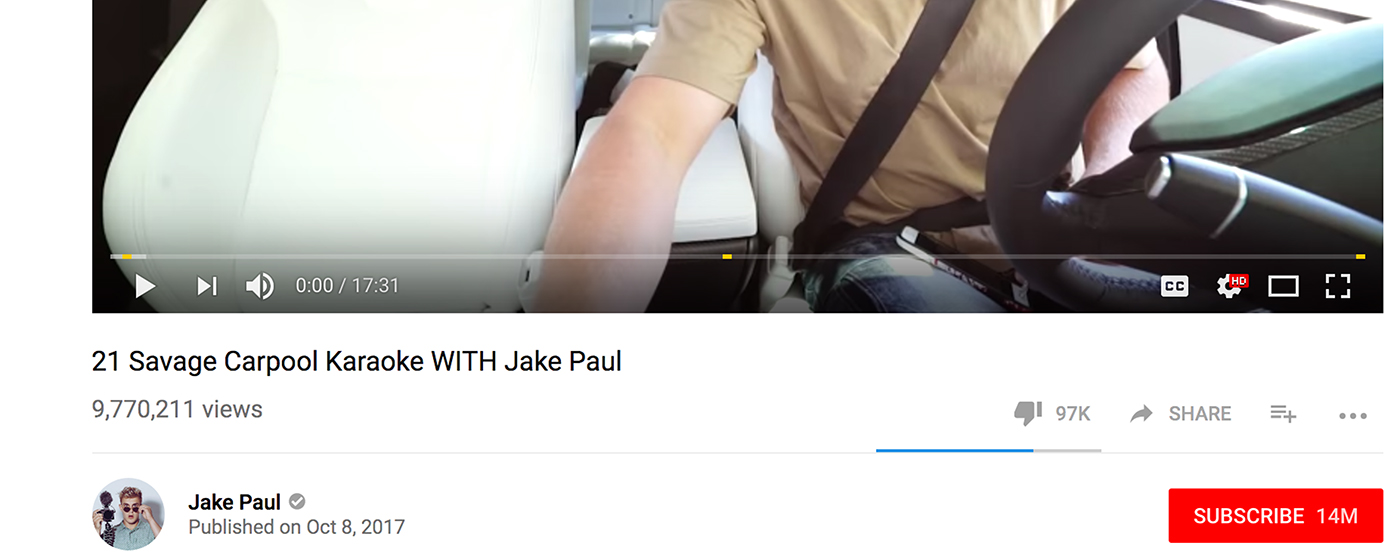 0:00 / 17:31 CC HD
21 Savage Carpool Karaoke WITH Jake Paul
9,770,211 views
97K SHARE
Jake Paul
Published on Oct 8, 2017
SUBSCRIBE 14M